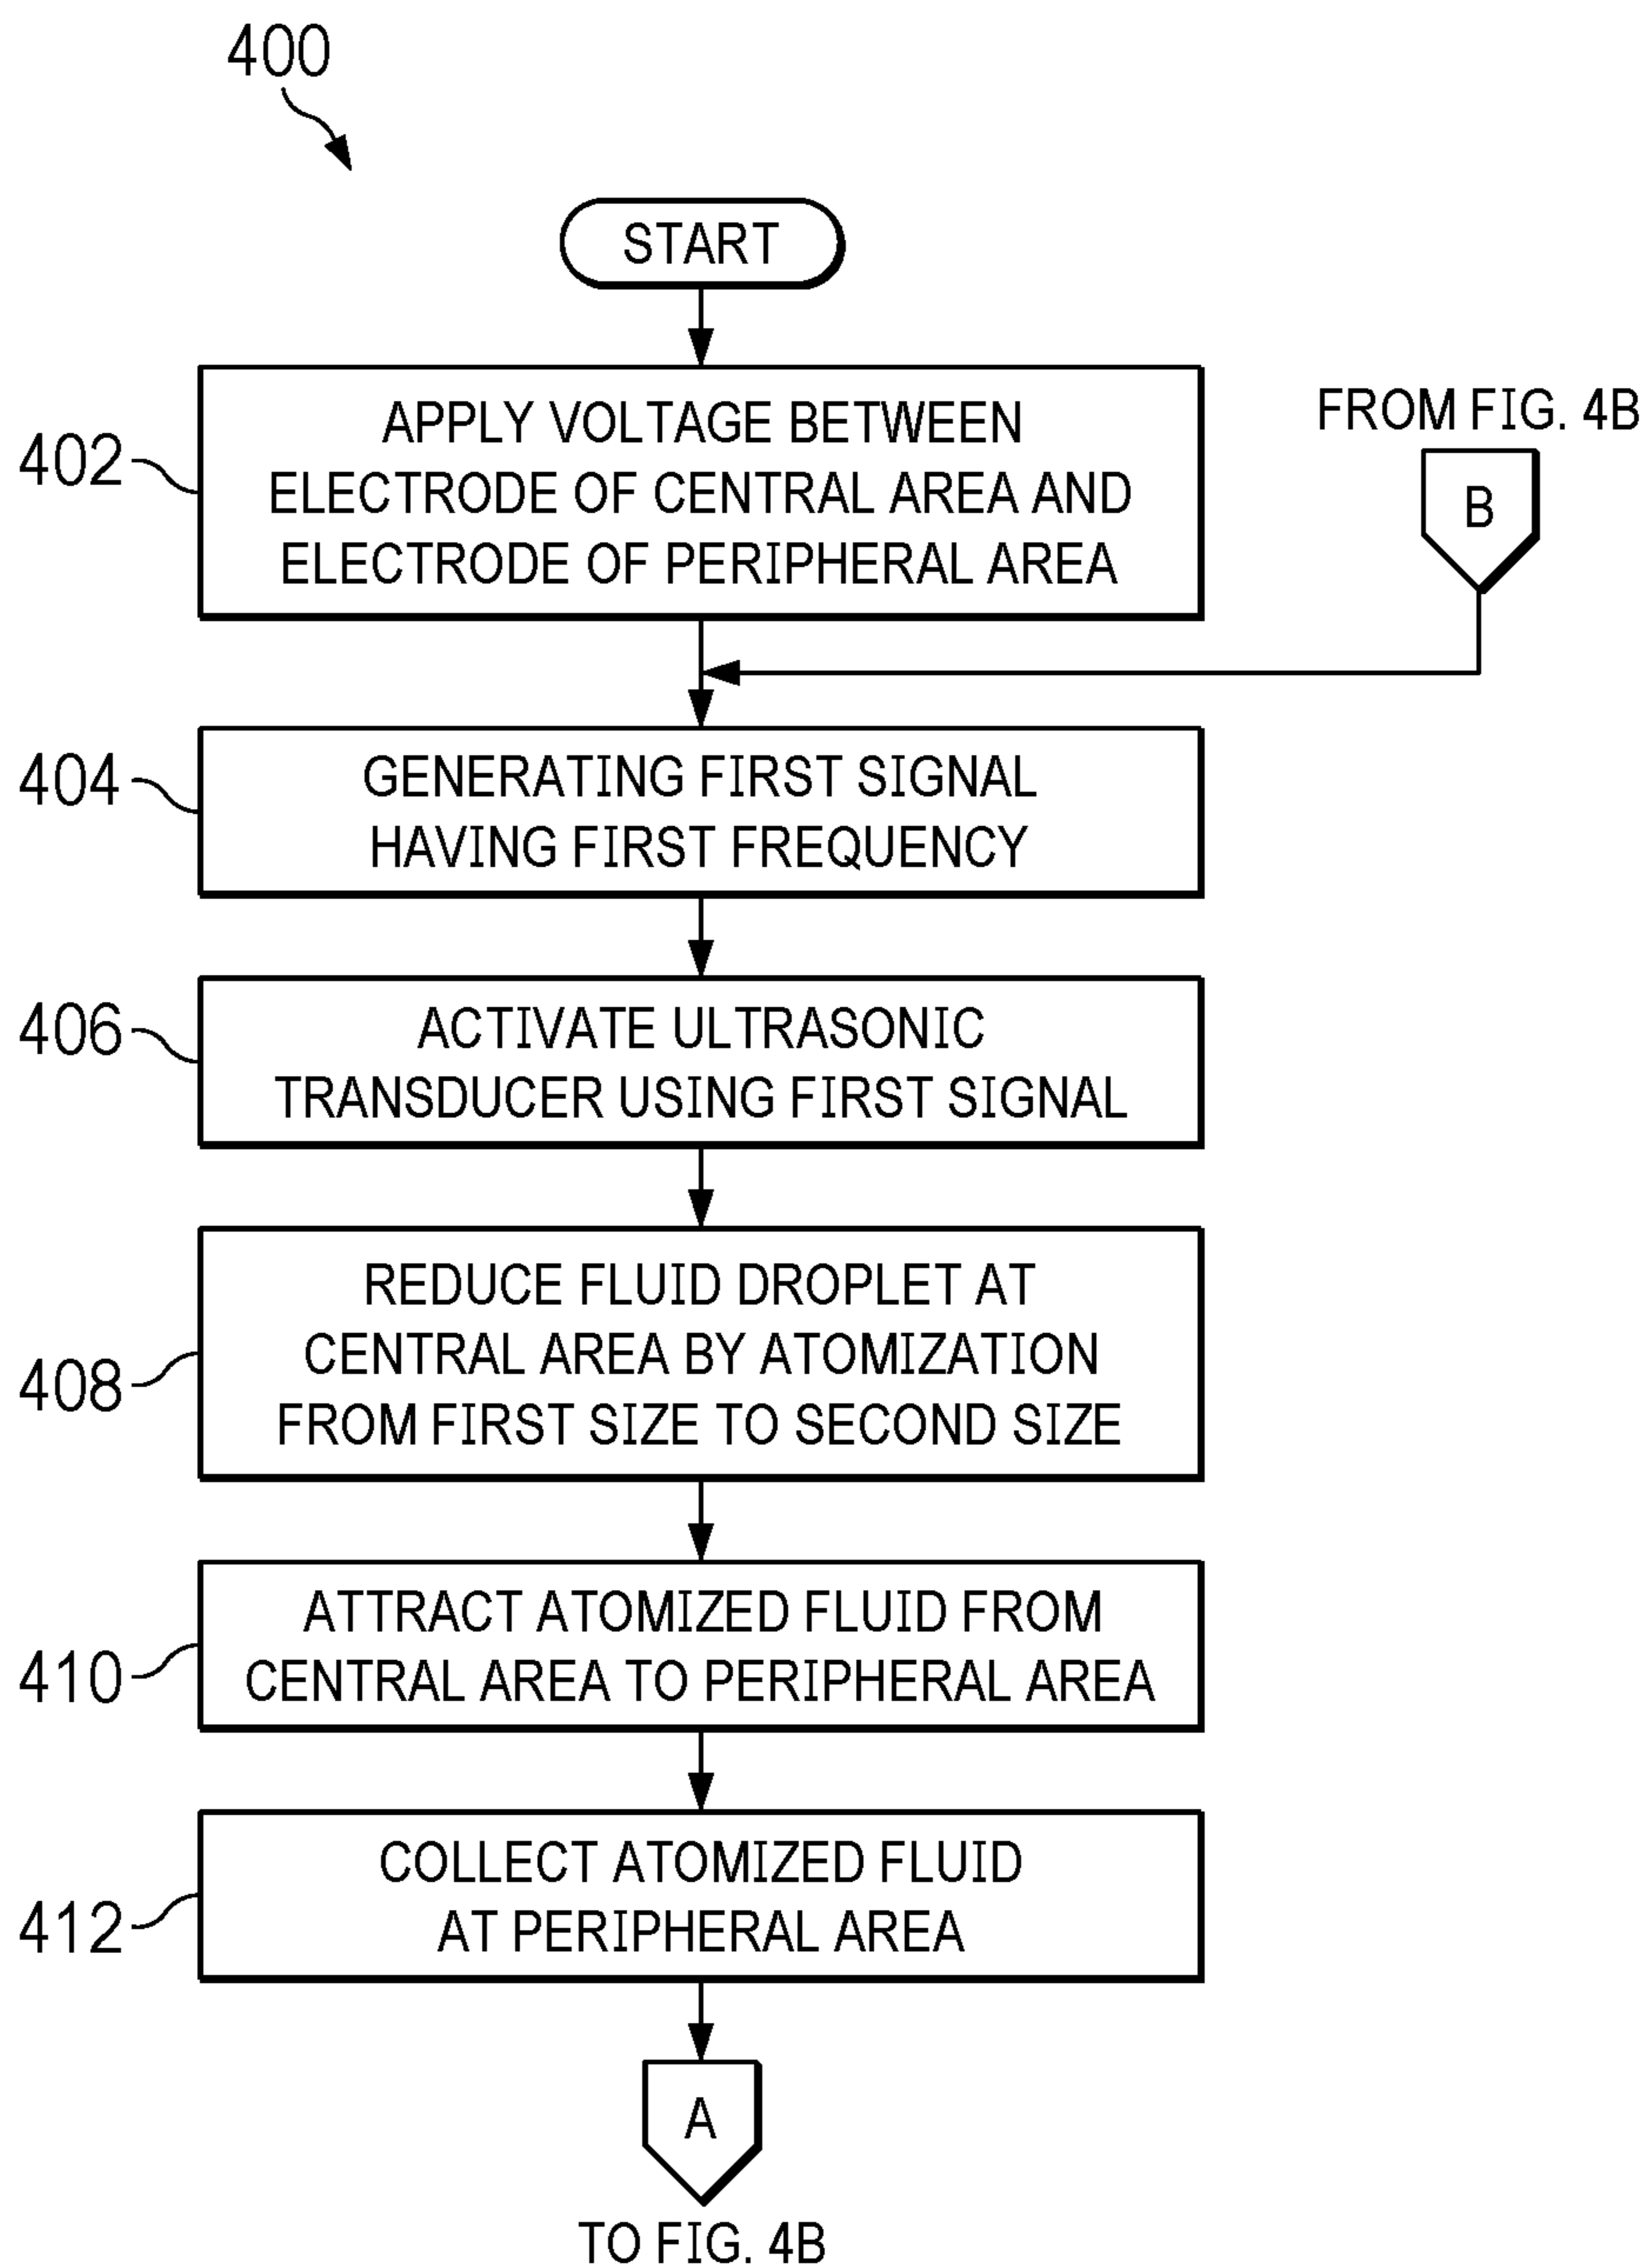 400
START
402
APPLY VOLTAGE BETWEEN
ELECTRODE OF CENTRAL AREA AND
ELECTRODE OF PERIPHERAL AREA
FROM FIG. 4B
B
404
GENERATING FIRST SIGNAL
HAVING FIRST FREQUENCY
406
ACTIVATE ULTRASONIC
TRANSDUCER USING FIRST SIGNAL
408
REDUCE FLUID DROPLET AT
CENTRAL AREA BY ATOMIZATION
FROM FIRST SIZE TO SECOND SIZE
410
ATTRACT ATOMIZED FLUID FROM
CENTRAL AREA TO PERIPHERAL AREA
412
COLLECT ATOMIZED FLUID
AT PERIPHERAL AREA
A
TO FIG. 4B